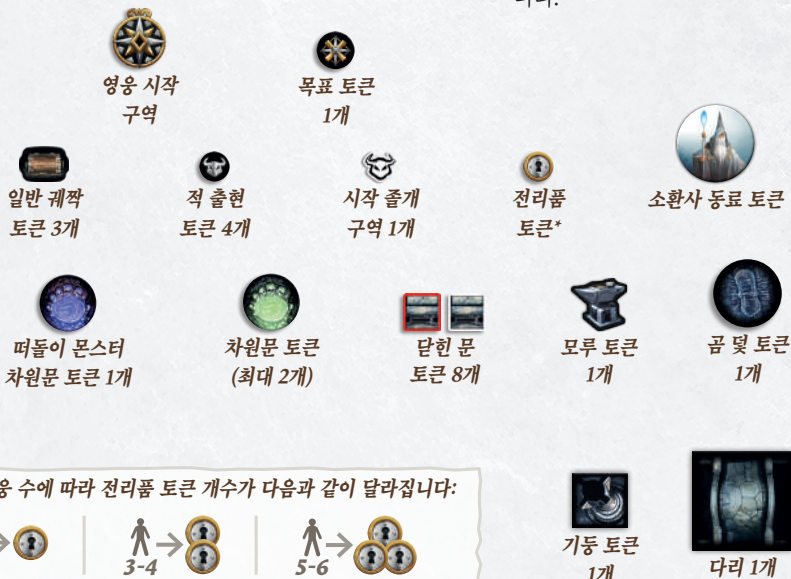 니다.
영웅 시작
구역
목표 토큰
1개
일반 궤짝
토큰 3개
적 출현
토큰 4개
시작 졸개
구역 1개
전리품
토큰*
소환사 동료 토큰
떠돌이 몬스터
차원문 토큰 1개
차원문 토큰
(최대 2개)
닫힌 문
토큰 8개
모루 토큰
1개
곰 덫 토큰
1개
수에 따라 전리품 토큰 개수가 다음과 같이 달라집니다:
3-4
5-6
기둥 토큰
1개
다리 1개